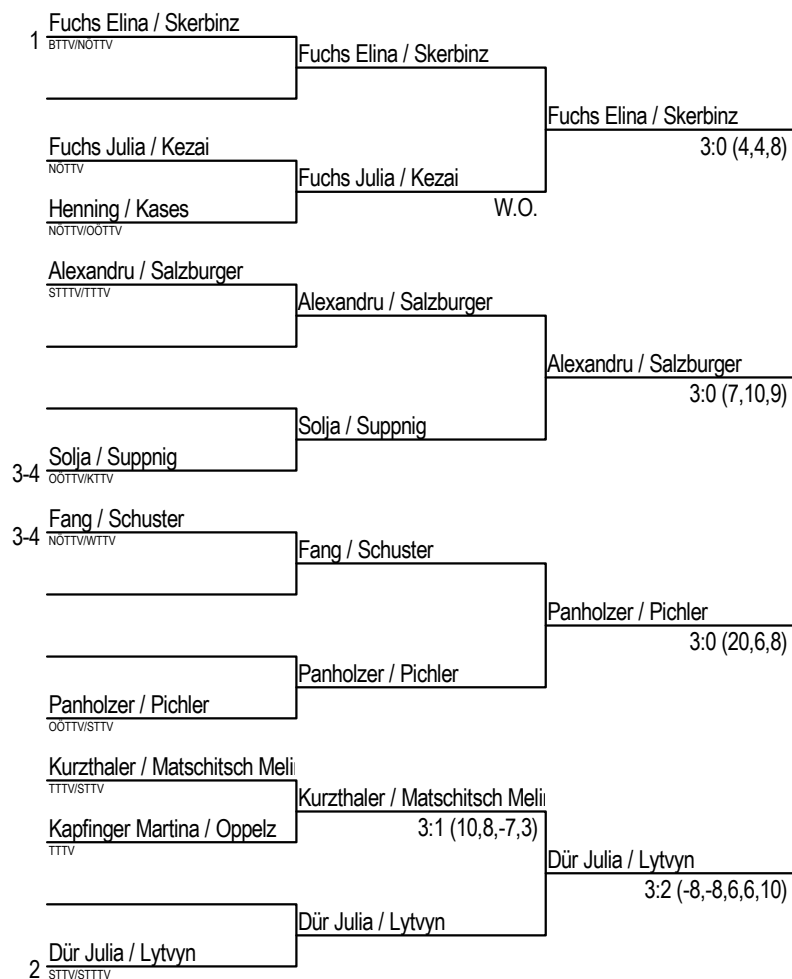 Fuchs Elina / Skerbinz
1
BTTV/NÖTTV
Fuchs Elina / Skerbinz
Fuchs Elina / Skerbinz
3:0 (4,4,8)
Fuchs Julia / Kezai
NÖTTV
Fuchs Julia / Kezai
W.O.
Henning / Kases
NÖTTV/OÖTTV
Alexandru / Salzburger
STTTV/TTTV
Alexandru / Salzburger
Alexandru / Salzburger
3:0 (7,10,9)
Solja / Suppnig
Solja / Suppnig
3-4
OÖTTV/KTTV
Fang / Schuster
3-4
NÖTTV/WTTV
Fang / Schuster
Panholzer / Pichler
3:0 (20,6,8)
Panholzer / Pichler
Panholzer / Pichler
OÖTTV/STTV
Kurzthaler / Matschitsch Meli
TTTV/STTV
Kurzthaler / Matschitsch Meli
3:1 (10,8,-7,3)
Kapfinger Martina / Oppelz
TTTV
Dür Julia / Lytvyn
3:2 (-8,-8,6,6,10)
Dür Julia / Lytvyn
Dür Julia / Lytvyn
2
STTV/STTTV